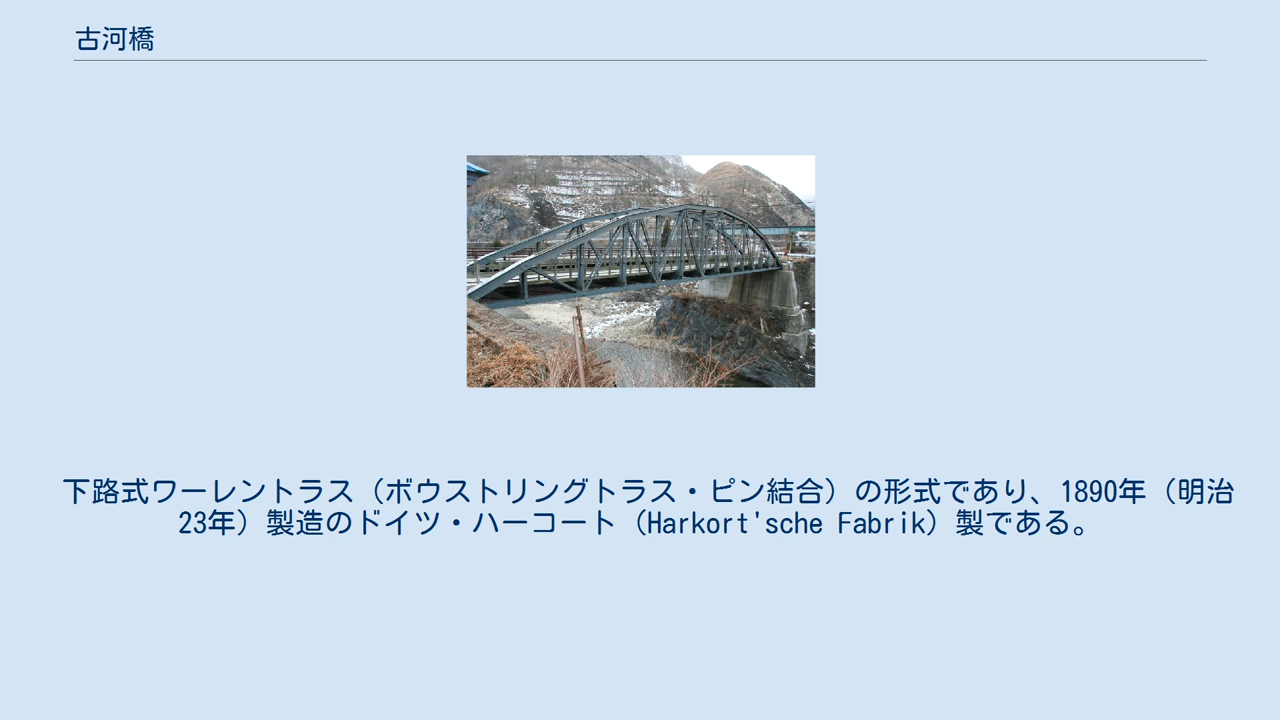 古河橋
下路式ワーレントラス（ボウストリングトラス・ピン結合）の形式であり、1890年（明治
23年）製造のドイツ・ハーコート（Harkort'sche Fabrik）製である。